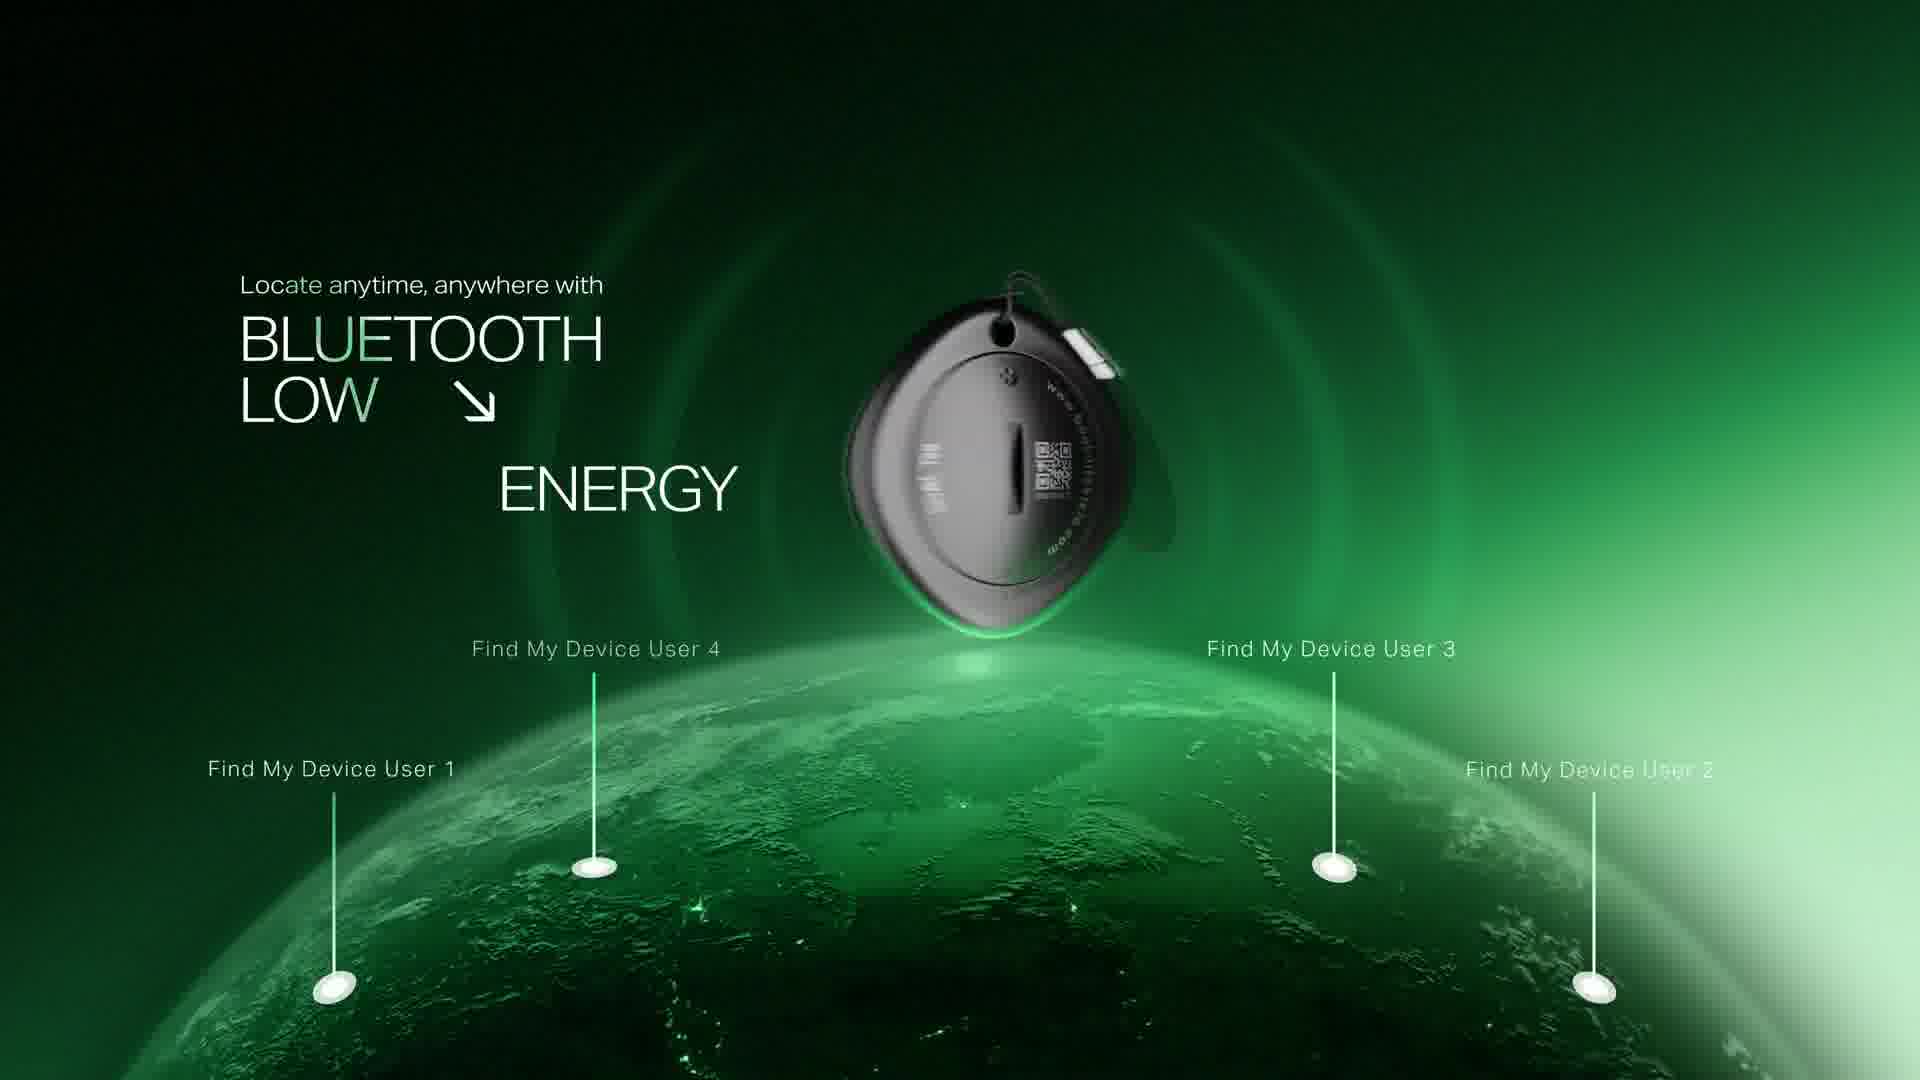 Locate anytime, anywhere with
BLUETOOTH
LOW
ENERGY
Find My Device User 4
Find My Device User 3
Find My Device User 1
Find My Device User 2